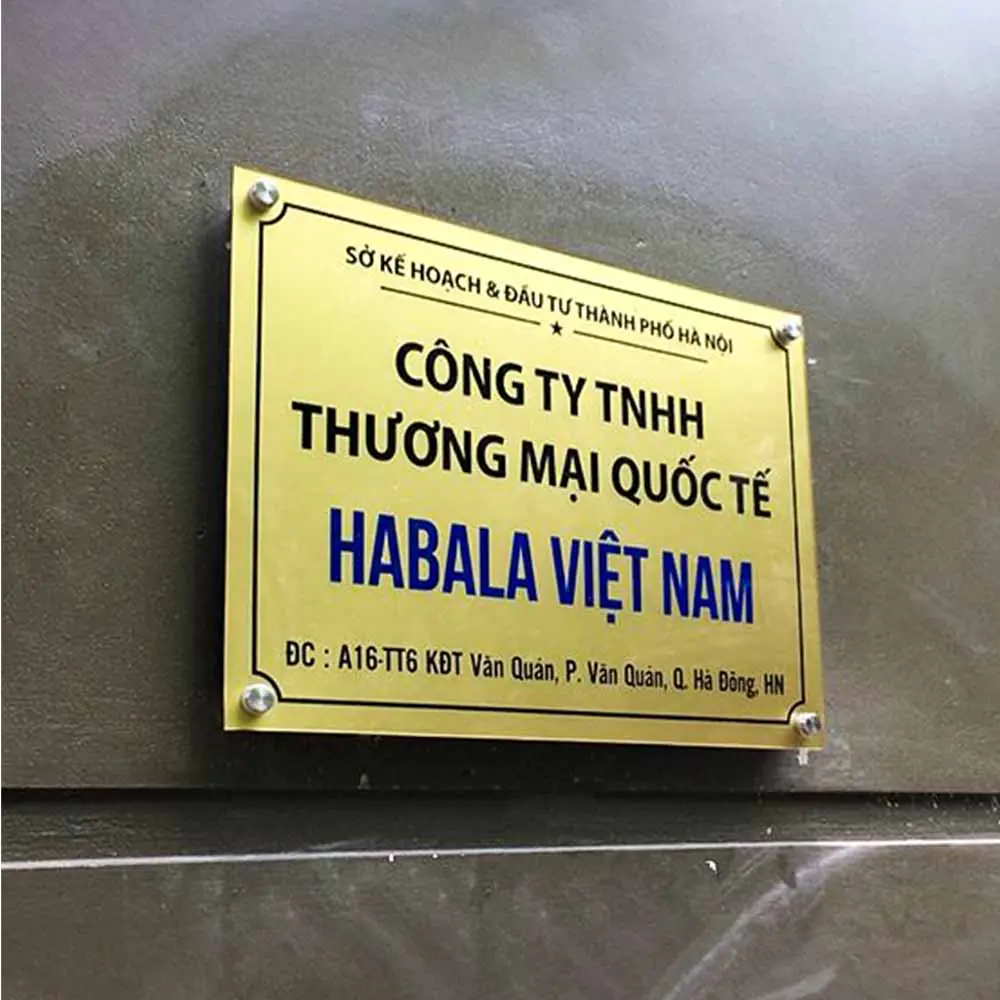 SỞ KẾ HOẠCH & ĐẦU TƯ THÀNH PHỐ HÀ NỘI
CÔNG TY TNHH
THƯƠNG MẠI QUỐC TẾ
HABALA VIỆT NAM
ĐC : A16-TT6 KĐT Văn Quán, P. Văn Quán, Q. Hà Đông, HN